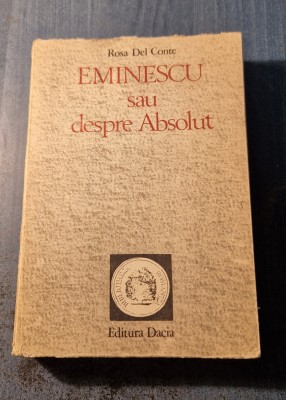 Rosa Del Conte
EMINESCU
sau
despre Absolut
Editura Dacia